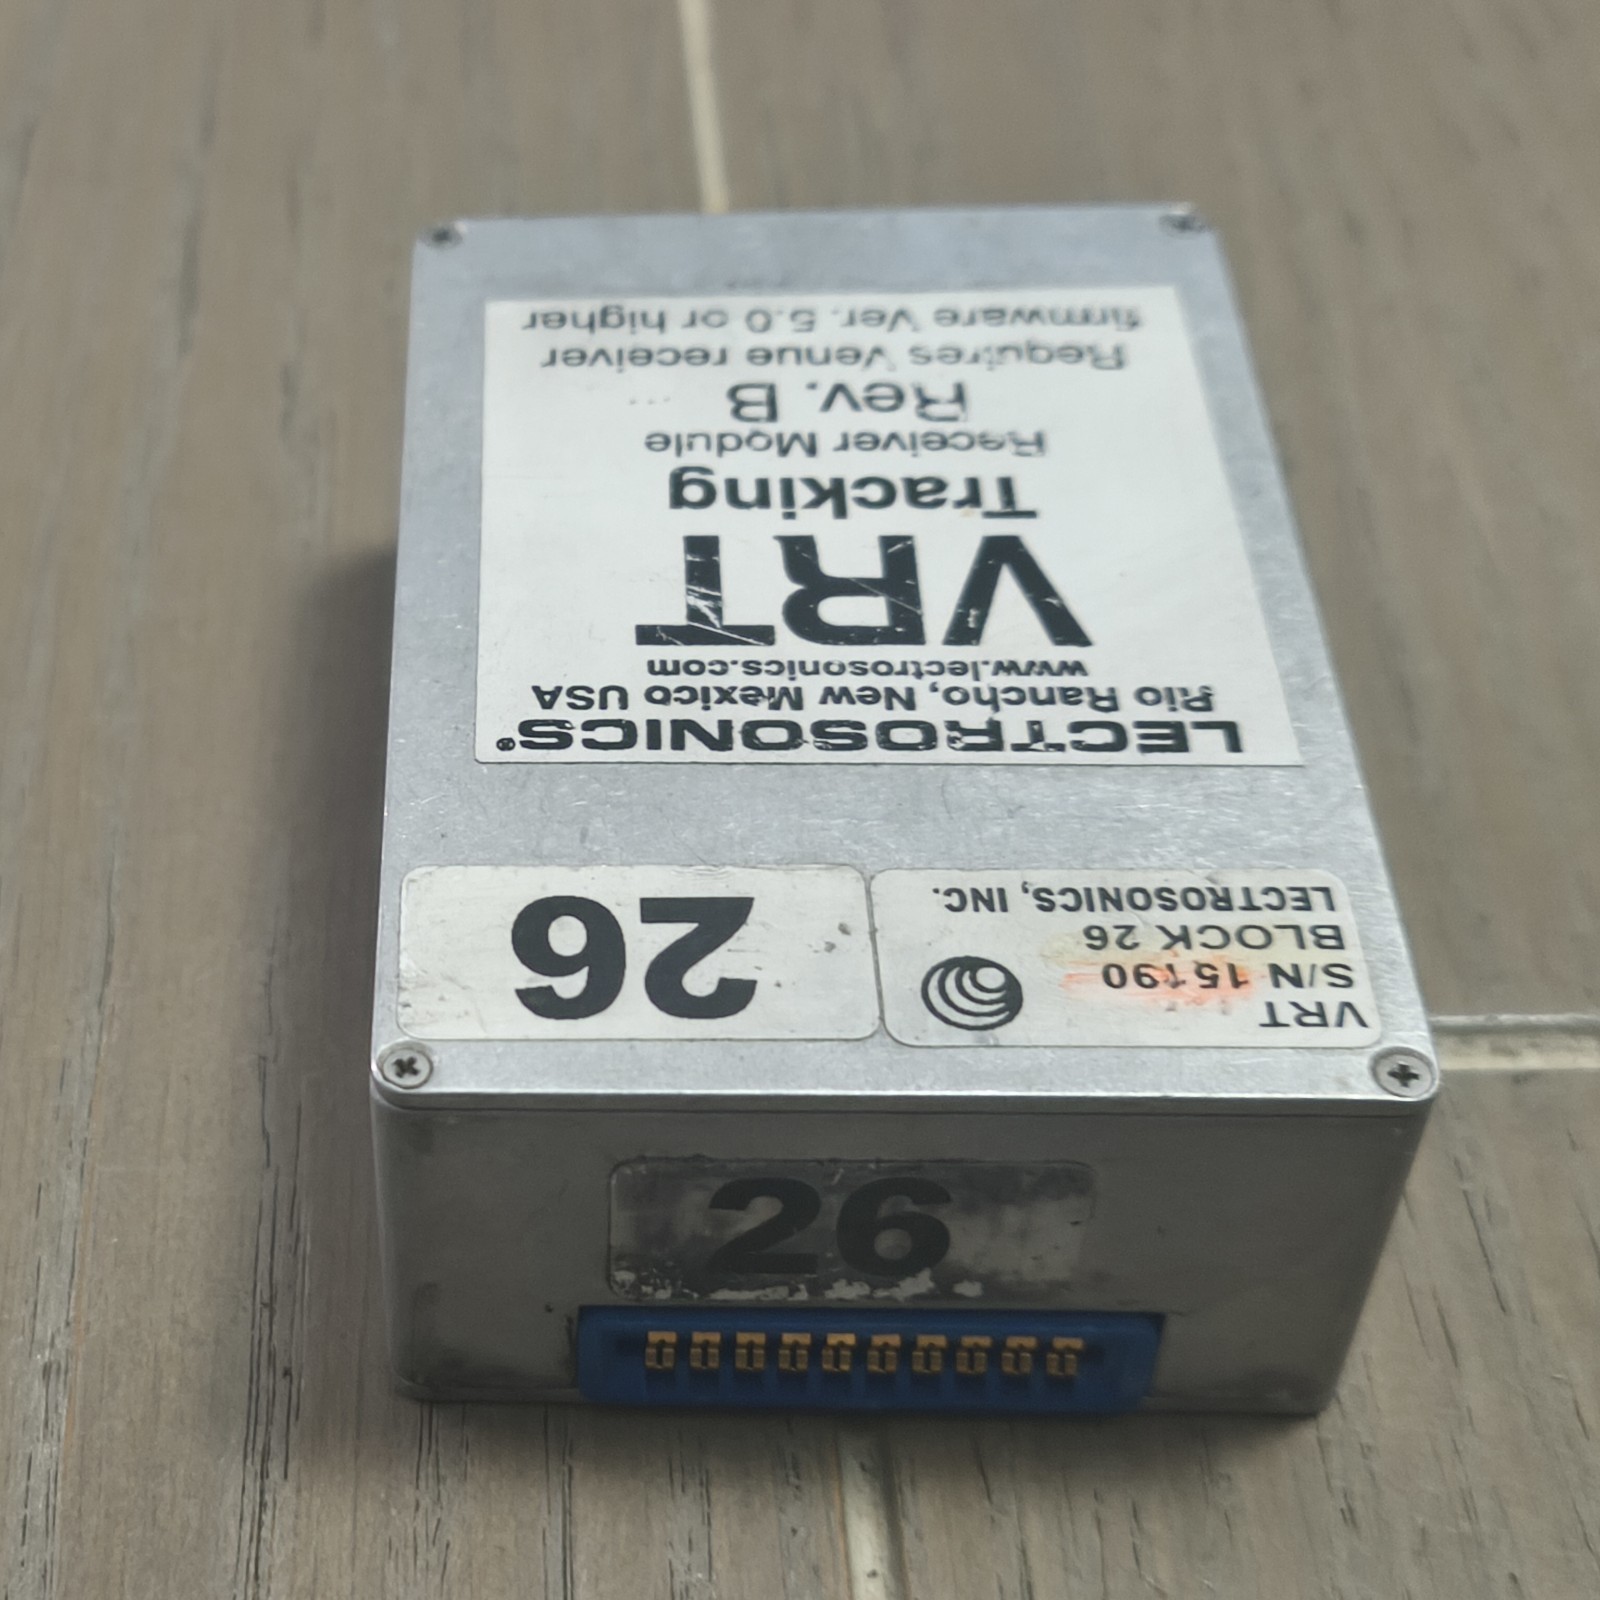 LECTROSONICS®
Rio Rancho, New Mexico USA
www.lectrosonics.com
VRT
Tracking
Receiver Module
Rev. B
Requires Venue receiver
firmware Ver. 5.0 or higher
VRT
S/N 15190
BLOCK 26
LECTROSONICS, INC.
26
26